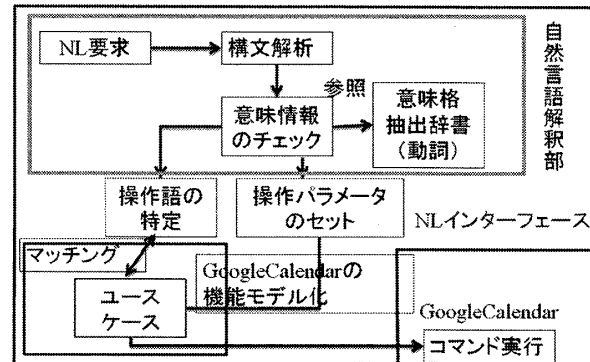 NL要求
構文解析
参照
意味情報
のチェック
意味格
抽出辞書
(動詞)
自然言語解釈部
操作語の
特定
操作パラメータ
のセット
NLインターフェース
マッチング
GoogleCalendarの
機能モデル化
ユース
ケース
GoogleCalendar
コマンド実行